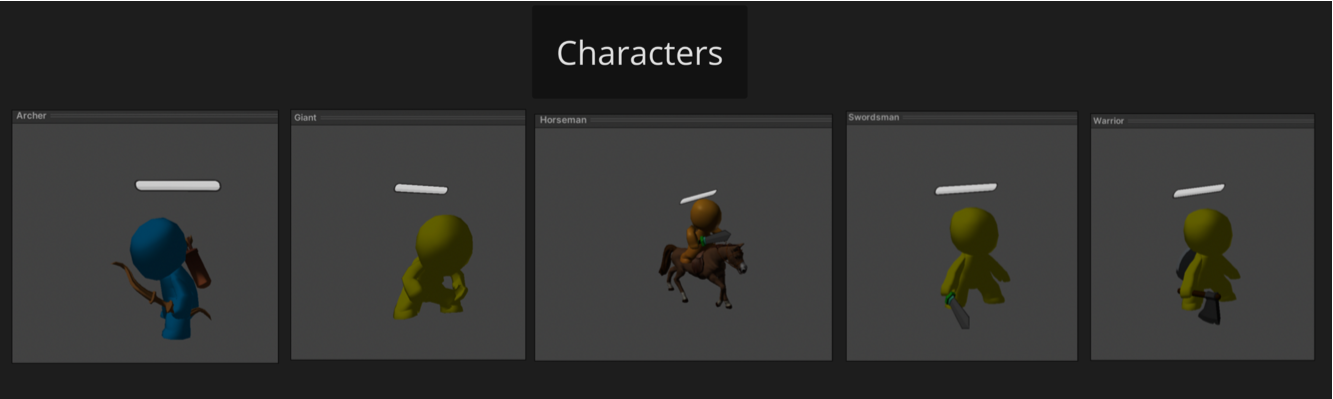 Characters
Archer
Giant
Horseman
Swordsman
Warrior